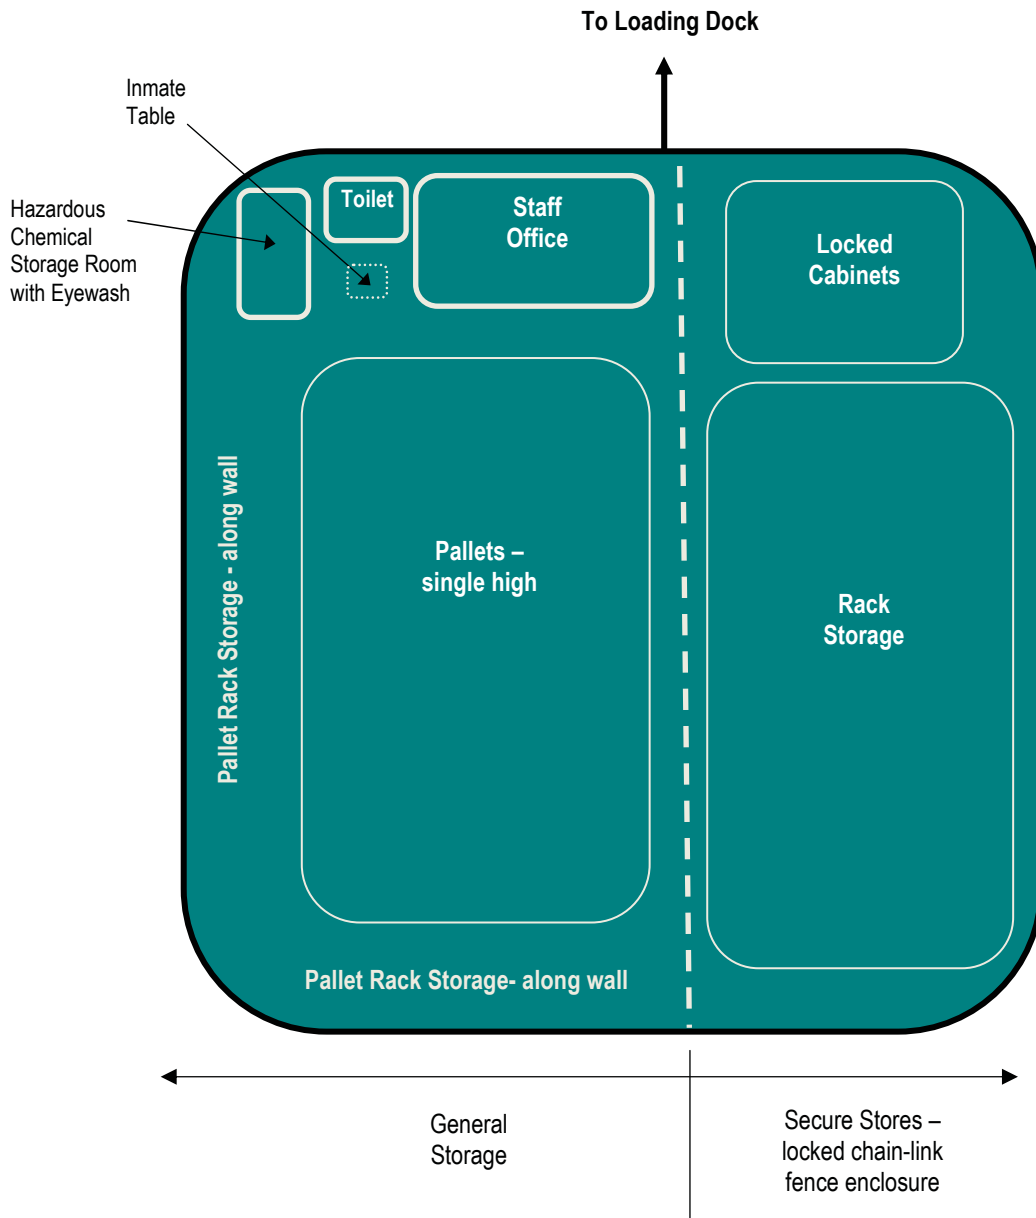 To Loading Dock
Inmate
Table
Hazardous
Chemical
Storage Room
with Eyewash
Toilet
Staff
Office
Locked
Cabinets
Pallet Rack Storage - along wall
Pallets –
single high
Rack
Storage
Pallet Rack Storage- along wall
General
Storage
Secure Stores –
locked chain-link
fence enclosure